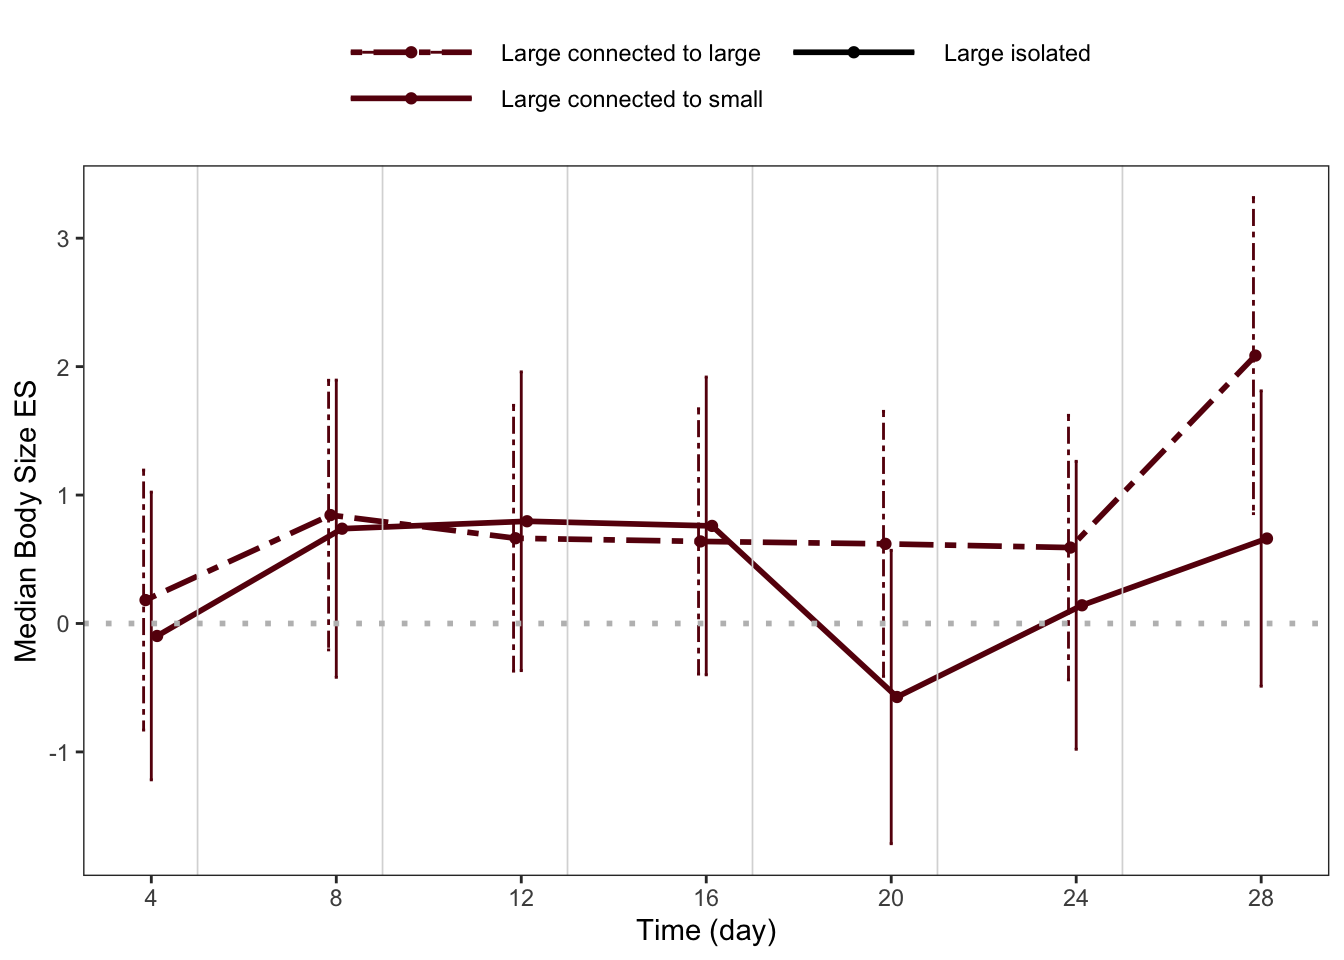 Large connected to large
Large isolated
Large connected to small
Median Body Size ES
3
2
1
0
-1
4 8 12 16 20 24 28
Time (day)